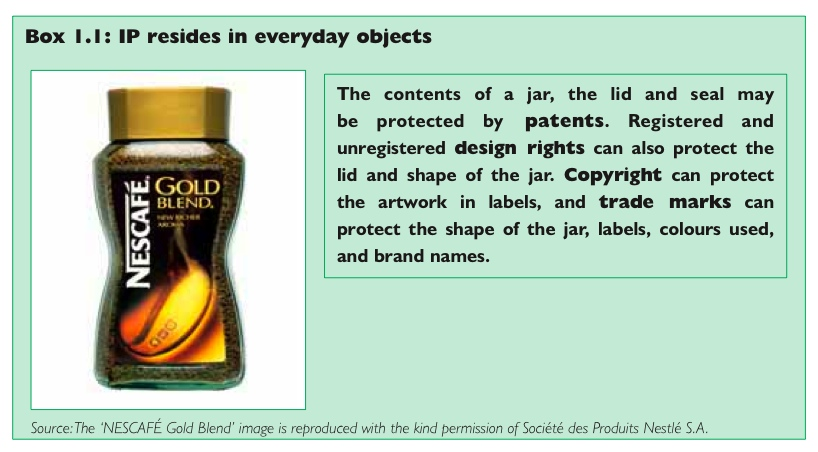 Box 1.1: IP resides in everyday objects
NESCAFÉ®
GOLD
BLEND®
NEW RICHER
AROMA
The contents of a jar, the lid and seal may
be protected by patents. Registered and
unregistered design rights can also protect the
lid and shape of the jar. Copyright can protect
the artwork in labels, and trade marks can
protect the shape of the jar, labels, colours used,
and brand names.
Source: The ‘NESCAFÉ Gold Blend’ image is reproduced with the kind permission of Société des Produits Nestlé S.A.